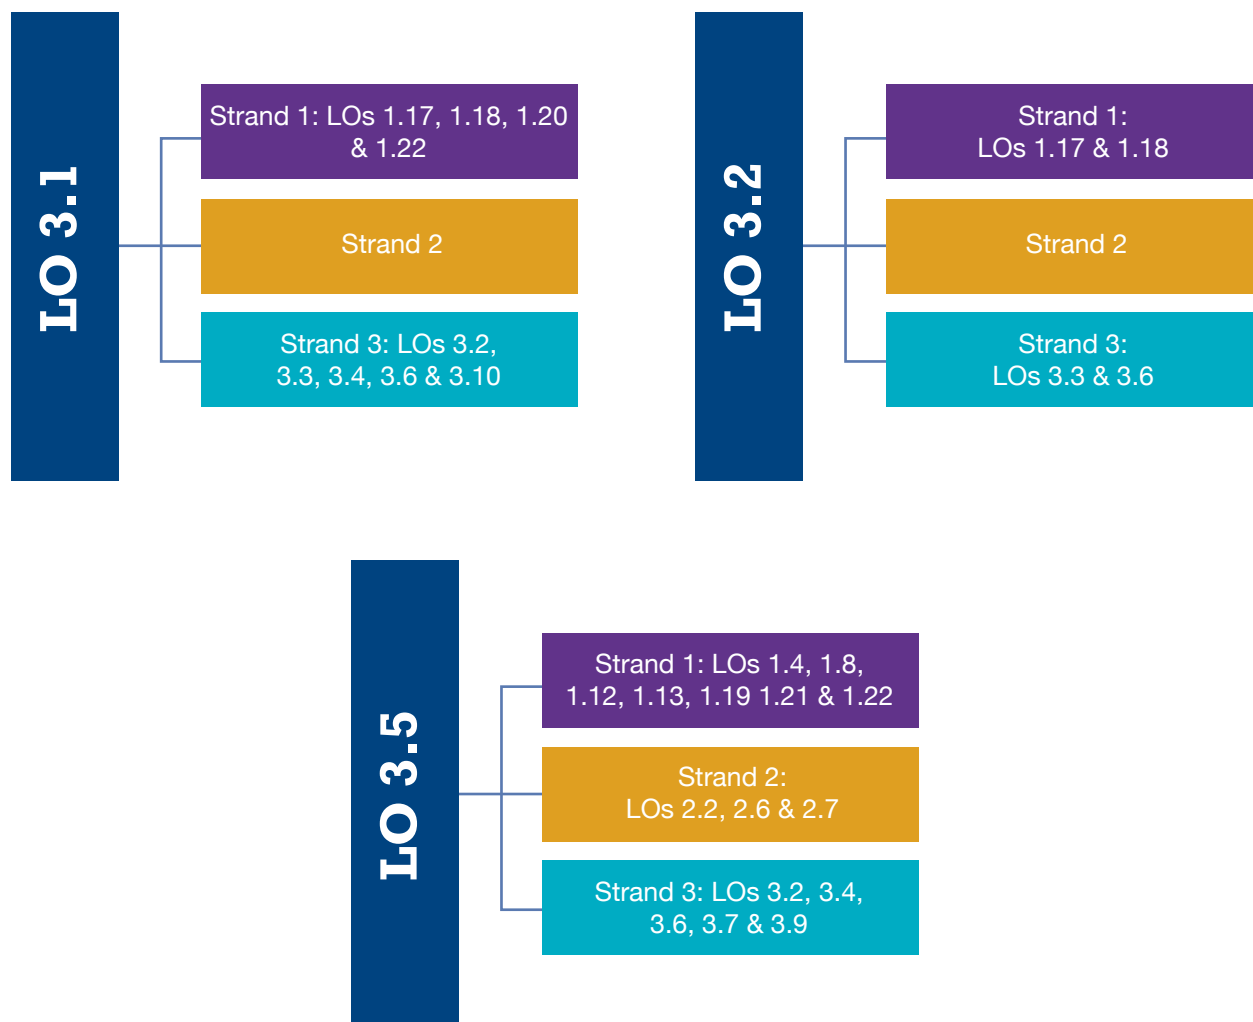 LO 3.1
Strand 1: LOs 1.17, 1.18, 1.20
& 1.22
Strand 2
Strand 3: LOs 3.2,
3.3, 3.4, 3.6 & 3.10
LO 3.2
Strand 1:
LOs 1.17 & 1.18
Strand 2
Strand 3:
LOs 3.3 & 3.6
LO 3.5
Strand 1: LOs 1.4, 1.8,
1.12, 1.13, 1.19 1.21 & 1.22
Strand 2:
LOs 2.2, 2.6 & 2.7
Strand 3: LOs 3.2, 3.4,
3.6, 3.7 & 3.9